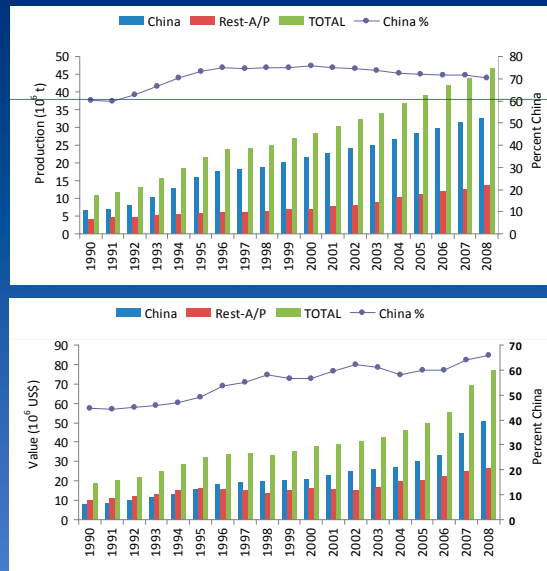 China Rest-A/P TOTAL China %
50 80
45 70
40 60
35 50
30 40
25 30
20 20
15 10
10 0
5
0
Production (10⁶ t)
Percent China
1990 1991 1992 1993 1994 1995 1996 1997 1998 1999 2000 2001 2002 2003 2004 2005 2006 2007 2008
China Rest-A/P TOTAL China %
90 70
80 60
70 50
60 40
50 30
40 20
30 10
20 0
10
0
Value (10⁶ US$)
Percent China
1990 1991 1992 1993 1994 1995 1996 1997 1998 1999 2000 2001 2002 2003 2004 2005 2006 2007 2008